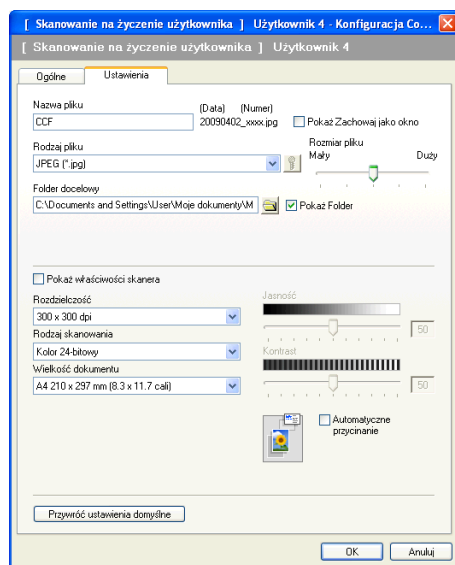 [ Skanowanie na życzenie użytkownika ] Użytkownik 4 - Konfiguracja Co...
[ Skanowanie na życzenie użytkownika ] Użytkownik 4
Ogólne Ustawienia
Nazwa pliku (Data) (Numer)
CCF 20090402_xxxx.jpg Pokaż Zachowaj jako okno
Rodzaj pliku Rozmiar pliku
JPEG (*.jpg) Mały Duży
Folder docelowy
C:\Documents and Settings\User\Moje dokumenty\M Pokaż Folder
Pokaż właściwości skanera
Rozdzielczość Jasność
300 x 300 dpi 50
Rodzaj skanowania
Kolor 24-bitowy Kontrast
Wielkość dokumentu
A4 210 x 297 mm (8.3 x 11.7 cali) 50
Automatyczne
przycinanie
Przywróć ustawienia domyślne
OK Anuluj